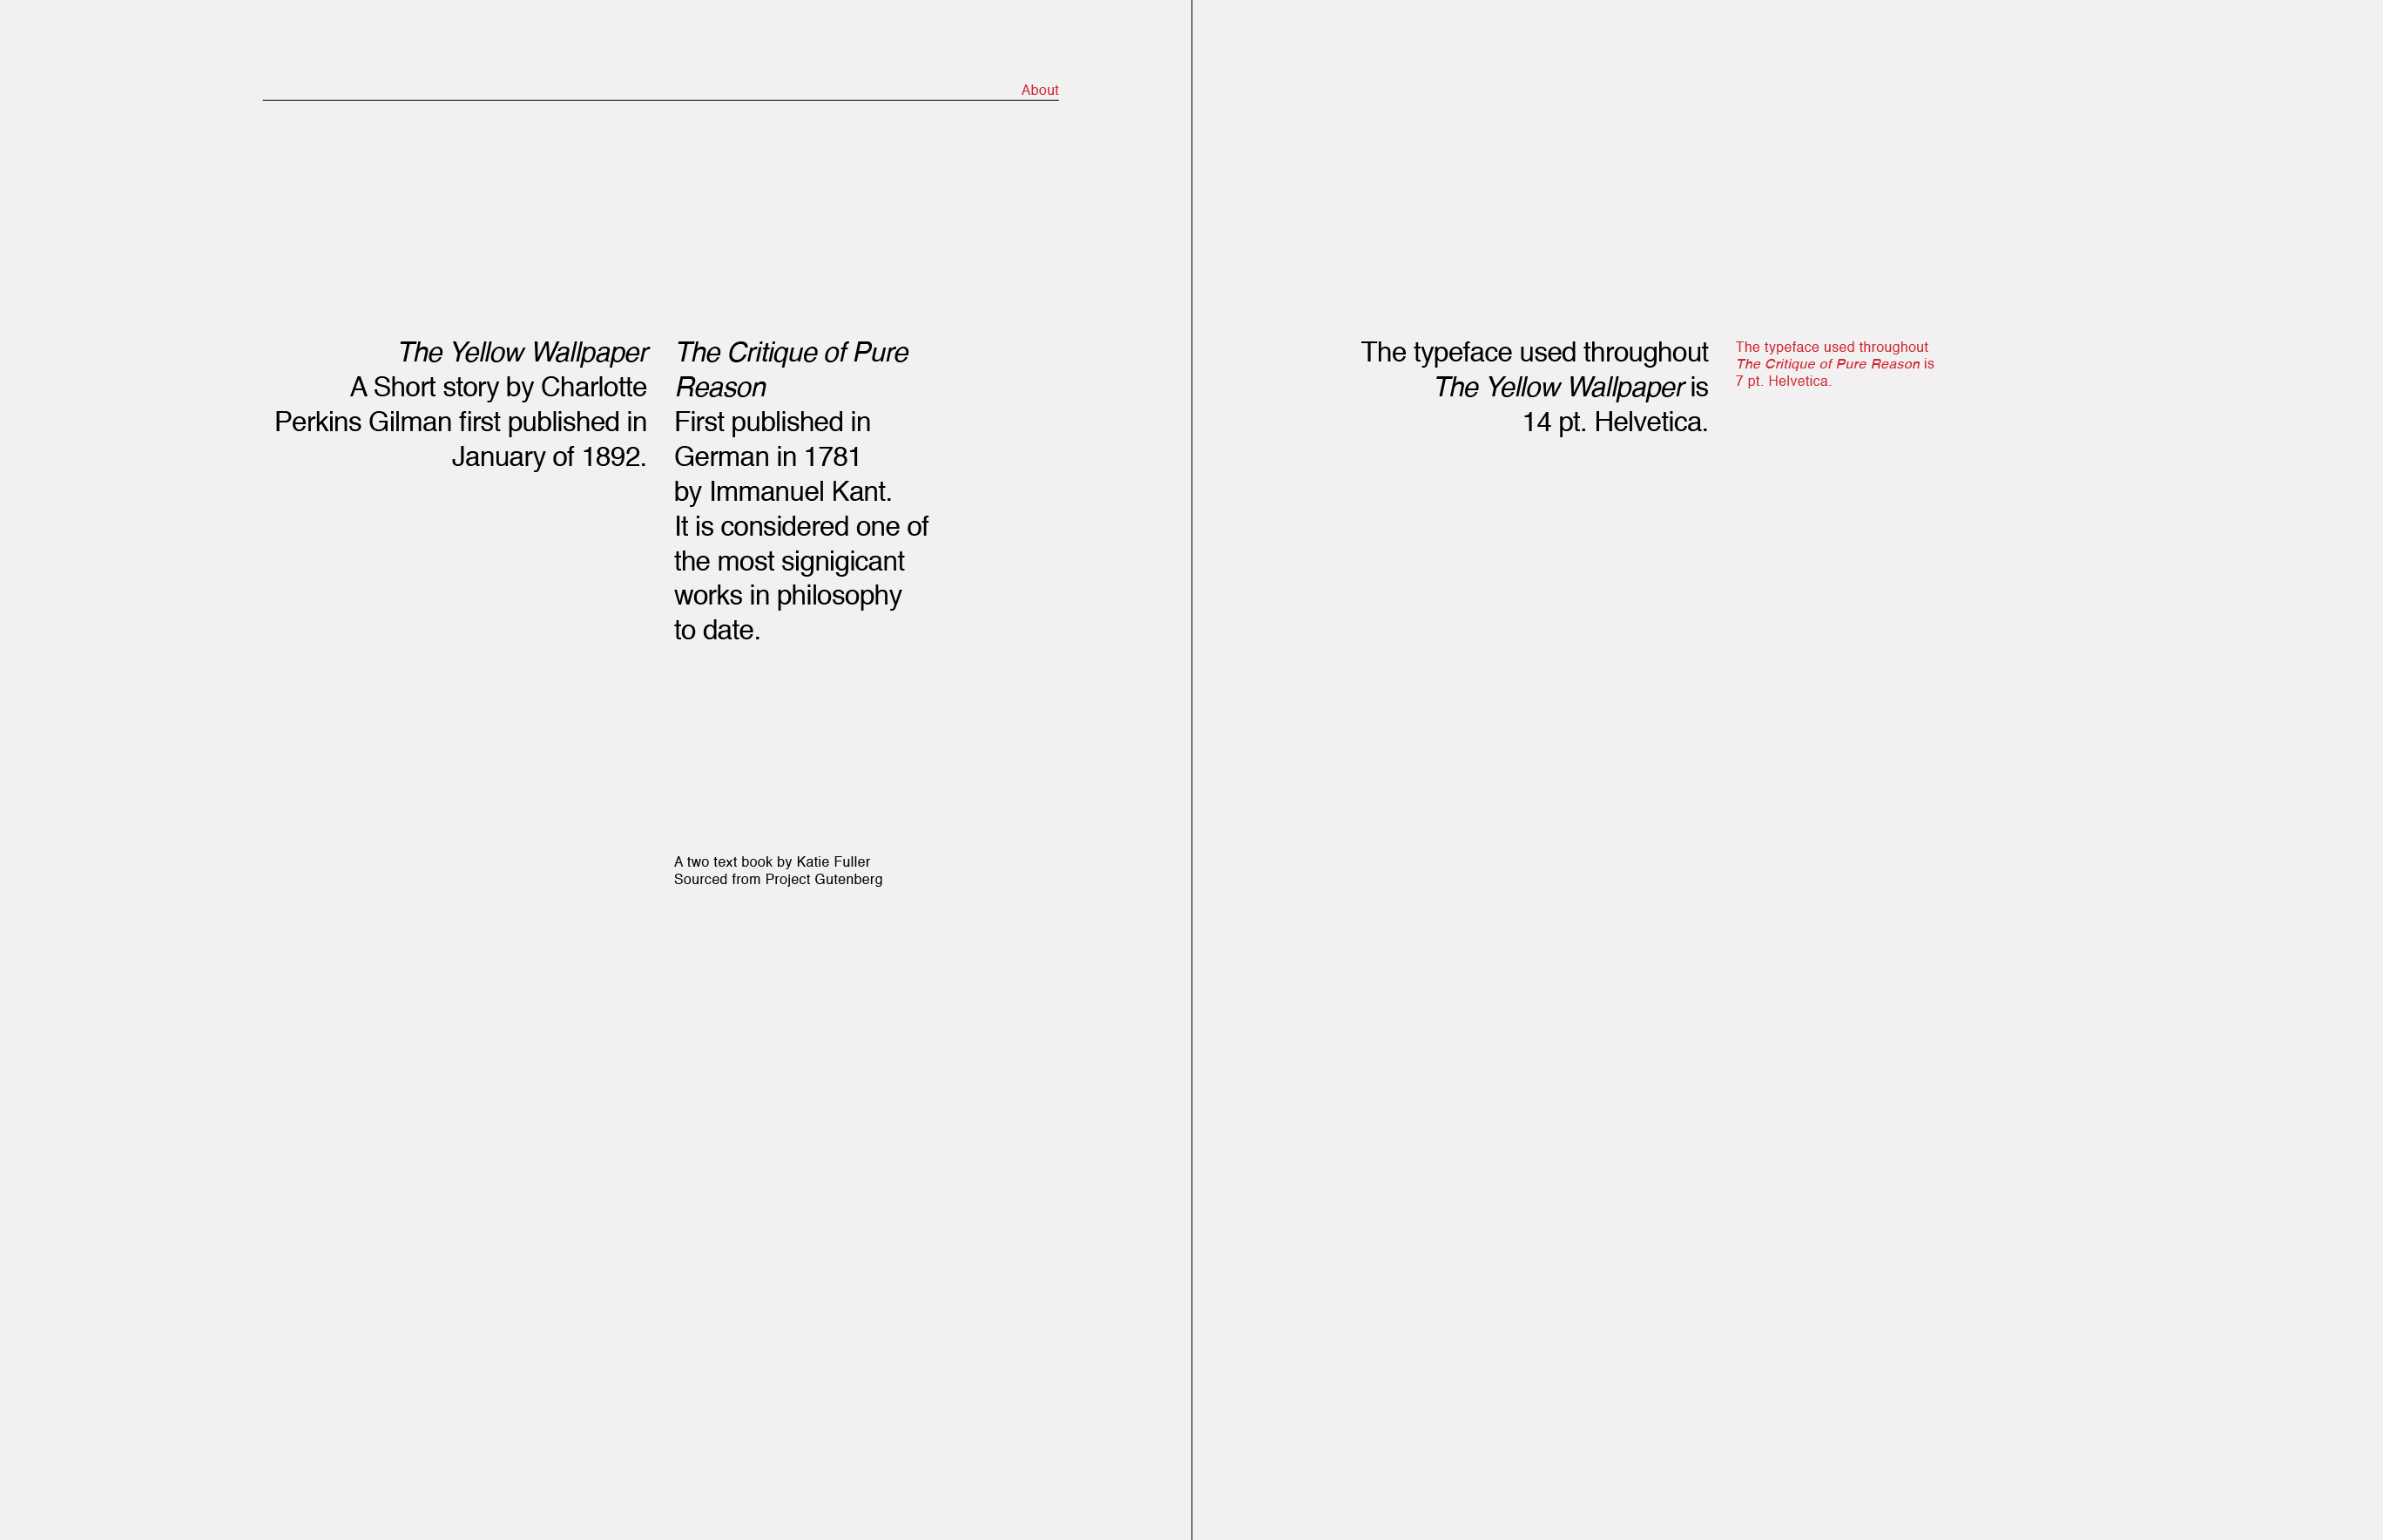 About
The Yellow Wallpaper
A Short story by Charlotte
Perkins Gilman first published in
January of 1892.
The Critique of Pure
Reason
First published in
German in 1781
by Immanuel Kant.
It is considered one of
the most signigicant
works in philosophy
to date.
A two text book by Katie Fuller
Sourced from Project Gutenberg
The typeface used throughout
The Yellow Wallpaper is
14 pt. Helvetica.
The typeface used throughout
The Critique of Pure Reason is
7 pt. Helvetica.